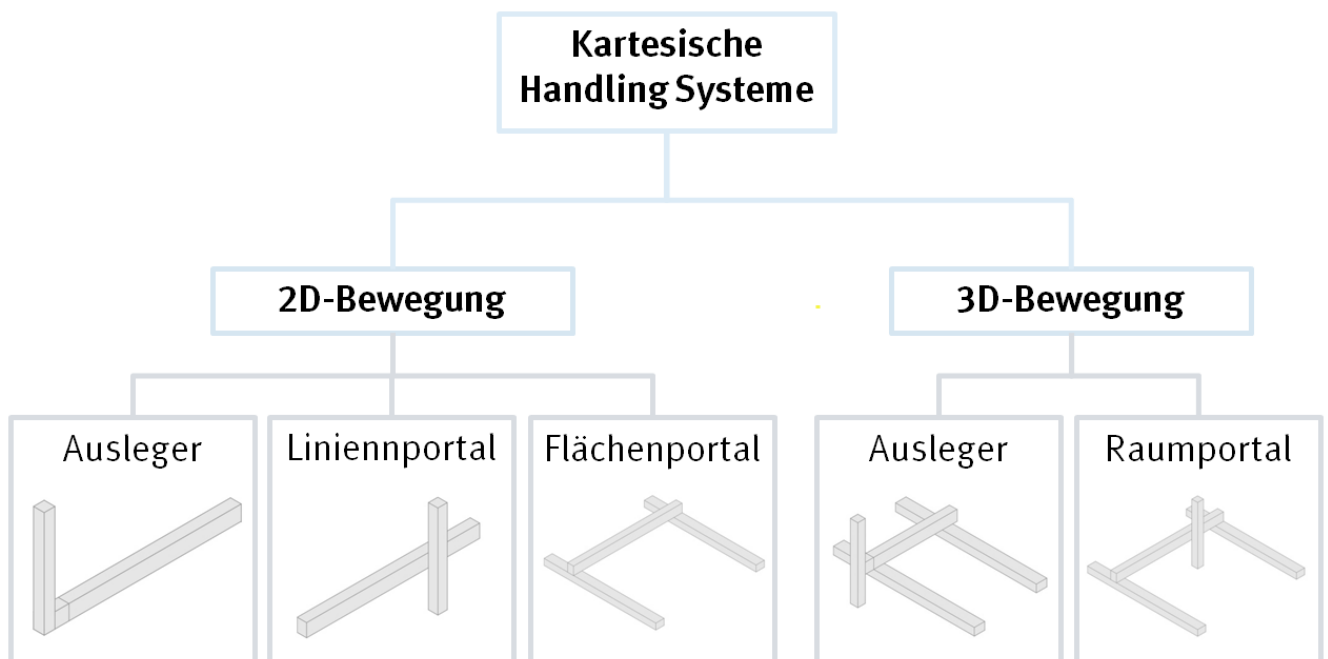 Kartesische
Handling Systeme
2D-Bewegung
3D-Bewegung
Ausleger
Liniennportal
Flächenportal
Ausleger
Raumportal